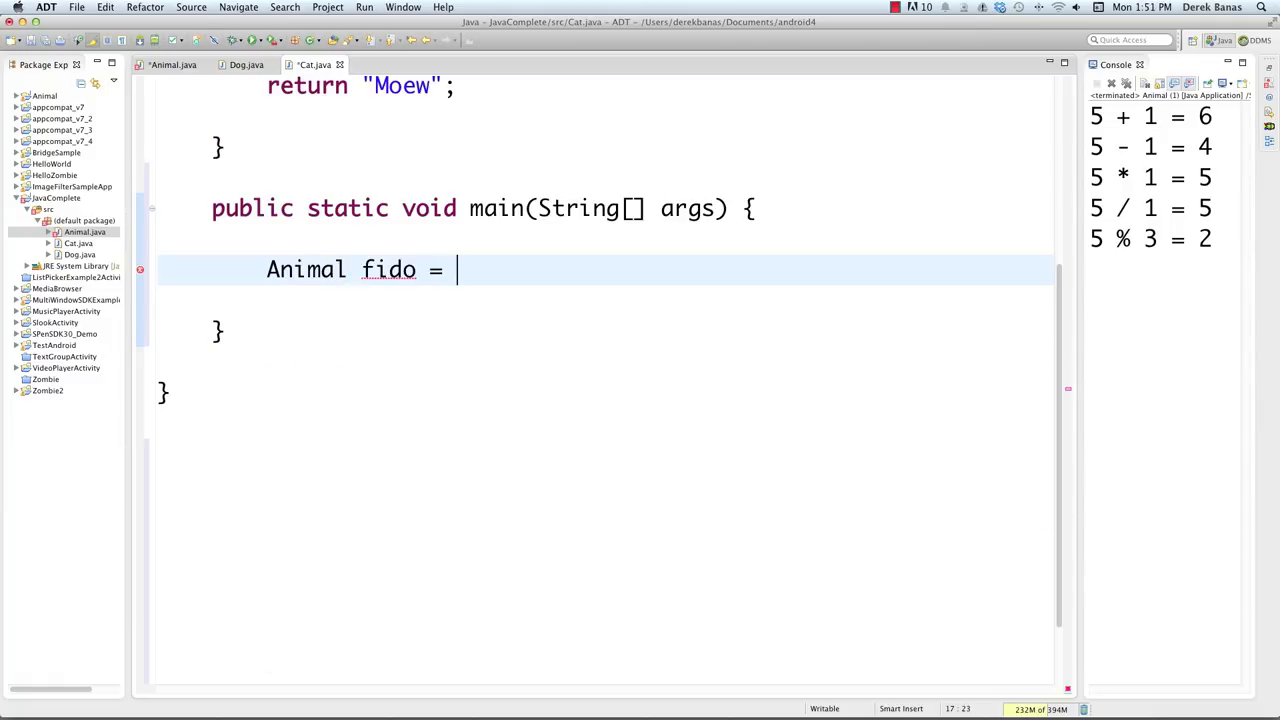 ADT File Edit Refactor Source Navigate Search Project Run Window Help 10 Mon 1:51 PM Derek Banas
Java - JavaComplete/src/Cat.java - ADT - /Users/derekbanas/Documents/android4
Quick Access Java DDMS
Package Exp
*Animal.java Dog.java *Cat.java
Console
<terminated> Animal (1) [Java Application] /S
Animal
appcompat_v7
appcompat_v7_2
appcompat_v7_3
appcompat_v7_4
BridgeSample
HelloWorld
HelloZombie
ImageFilterSampleApp
JavaComplete
src
(default package)
Animal.java
Cat.java
Dog.java
JRE System Library [Ja
ListPickerExample2Activi
MediaBrowser
MultiWindowSDKExample
MusicPlayerActivity
SlookActivity
SPenSDK30_Demo
TestAndroid
TextGroupActivity
VideoPlayerActivity
Zombie
Zombie2
return "Moew";
}
public static void main(String[] args) {
Animal fido =
}
}
5 + 1 = 6
5 - 1 = 4
5 * 1 = 5
5 / 1 = 5
5 % 3 = 2
Writable Smart Insert 17 : 23 232M of 394M